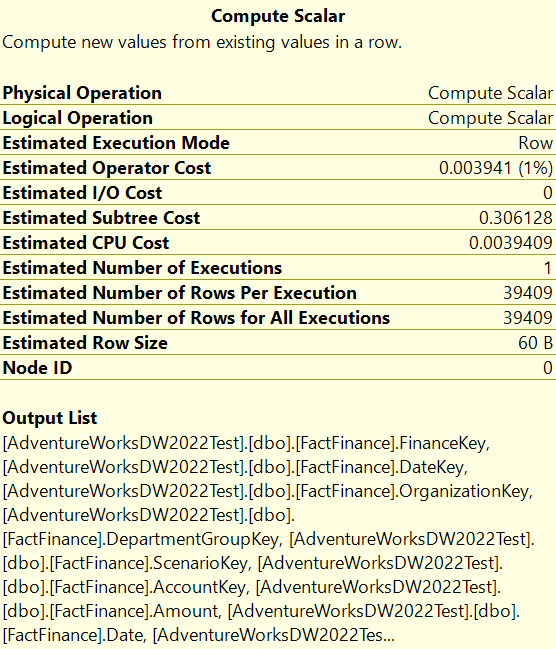 Compute Scalar
Compute new values from existing values in a row.
Physical Operation Compute Scalar
Logical Operation Compute Scalar
Estimated Execution Mode Row
Estimated Operator Cost 0.003941 (1%)
Estimated I/O Cost 0
Estimated Subtree Cost 0.306128
Estimated CPU Cost 0.0039409
Estimated Number of Executions 1
Estimated Number of Rows Per Execution 39409
Estimated Number of Rows for All Executions 39409
Estimated Row Size 60 B
Node ID 0
Output List
[AdventureWorksDW2022Test].[dbo].[FactFinance].FinanceKey,
[AdventureWorksDW2022Test].[dbo].[FactFinance].DateKey,
[AdventureWorksDW2022Test].[dbo].[FactFinance].OrganizationKey,
[AdventureWorksDW2022Test].[dbo].
[FactFinance].DepartmentGroupKey, [AdventureWorksDW2022Test].
[dbo].[FactFinance].ScenarioKey, [AdventureWorksDW2022Test].
[dbo].[FactFinance].AccountKey, [AdventureWorksDW2022Test].
[dbo].[FactFinance].Amount, [AdventureWorksDW2022Test].[dbo].
[FactFinance].Date, [AdventureWorksDW2022Tes...